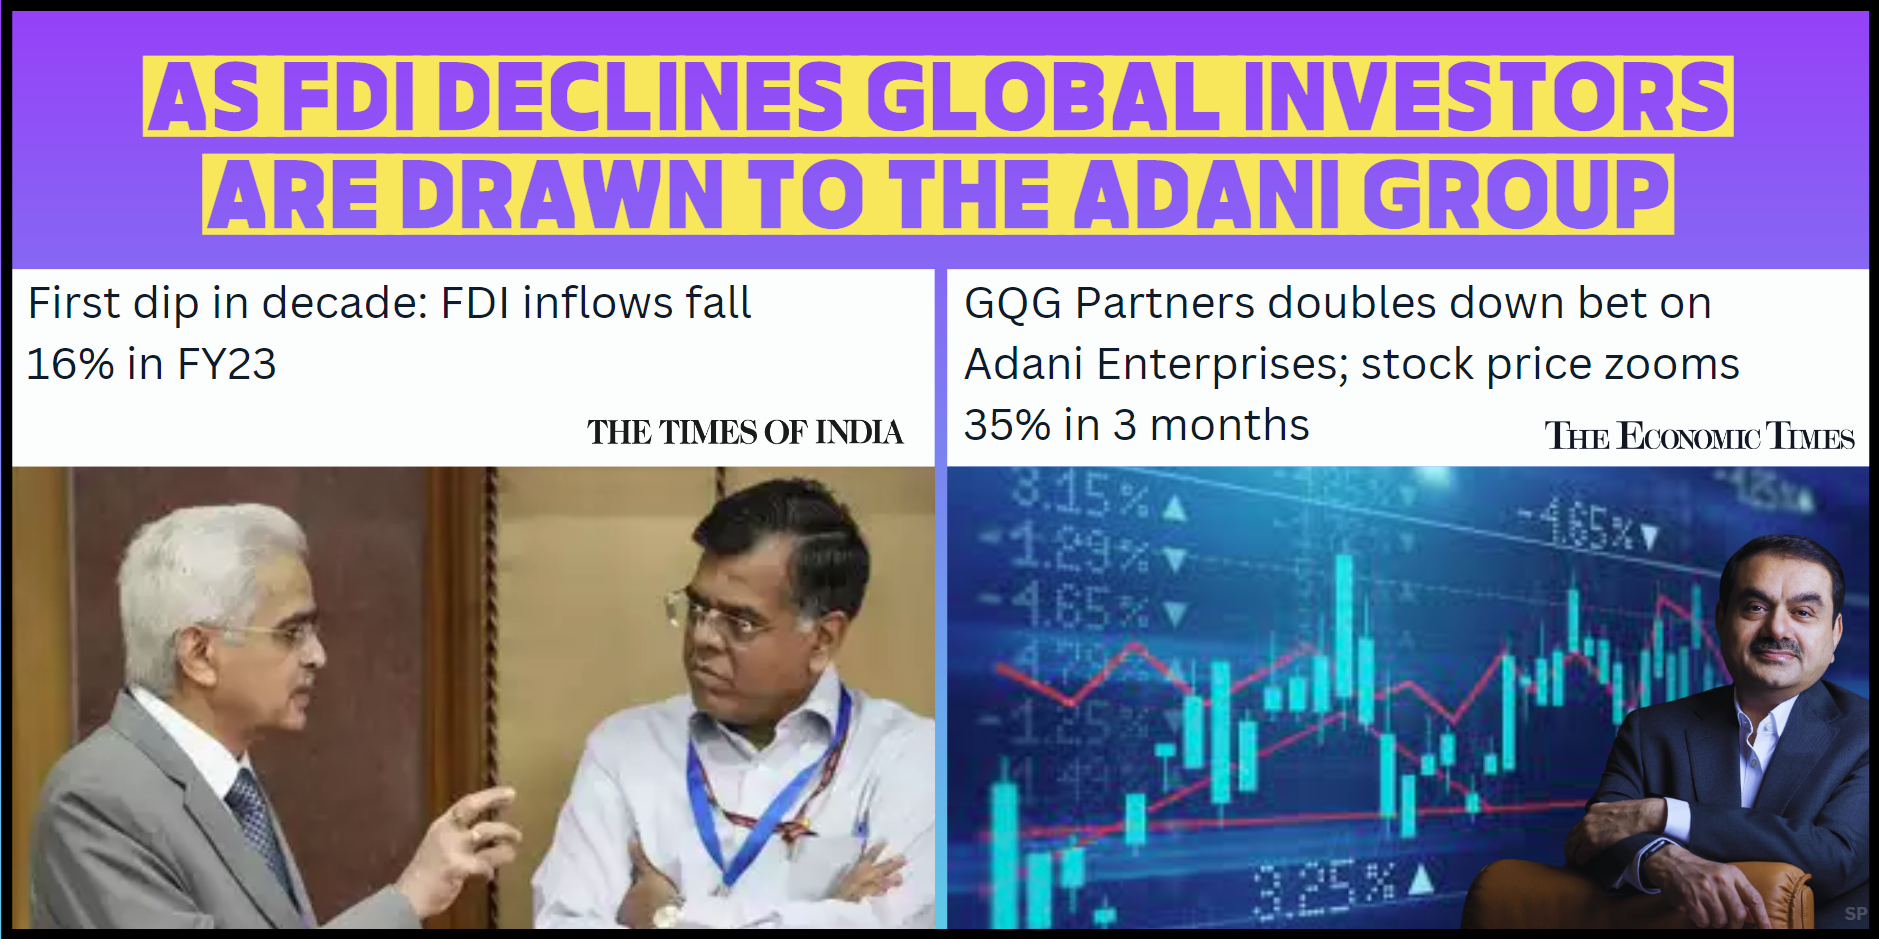 AS FDI DECLINES GLOBAL INVESTORS
ARE DRAWN TO THE ADANI GROUP
First dip in decade: FDI inflows fall
16% in FY23
THE TIMES OF INDIA
GQG Partners doubles down bet on
Adani Enterprises; stock price zooms
35% in 3 months
THE ECONOMIC TIMES
3.15% ▲
-1.29% ▼
-4.65% ▼
-4.65% ▼
3.25% ▲
SP